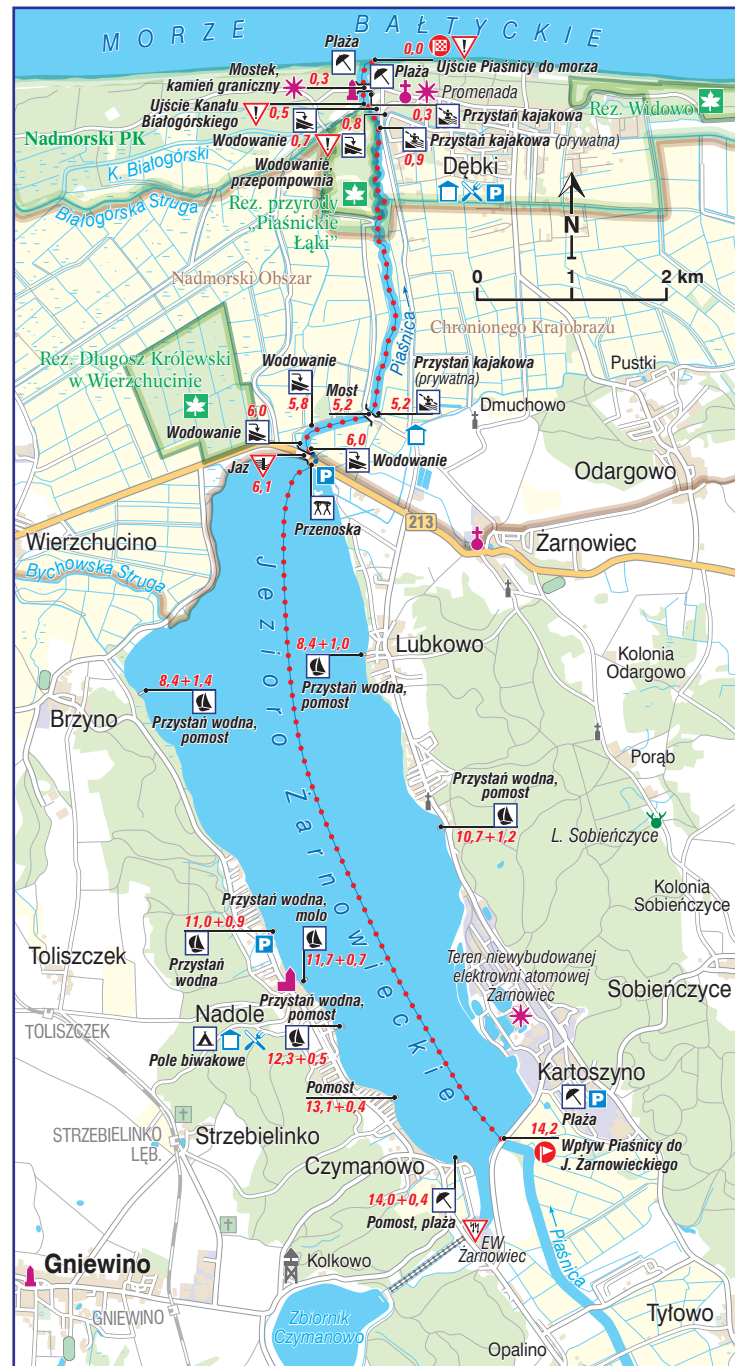 MORZE BAŁTYCKIE
Plaża
0,0
Ujście Piaśnicy do morza
Mostek,
kamień graniczny
0,3
Plaża
Promenada
Rez. Widowo
Ujście Kanału
Białogórskiego
0,5
0,8
0,3
Przystań kajakowa
Nadmorski PK
Wodowanie
0,7
Przystań kajakowa (prywatna)
0,9
K. Białogórski
Wodowanie,
przepompownia
Dębki
P
Białogórska Struga
Rez. przyrody
„Piaśnickie
Łąki”
N
0
1
2 km
Nadmorski Obszar
Chronionego Krajobrazu
Piaśnica
Rez. Długosz Królewski
w Wierzchucinie
Wodowanie
5,8
Most
5,2
Przystań kajakowa
(prywatna)
5,2
Pustki
Dmuchowo
6,0
Wodowanie
6,0
Wodowanie
Jaz
6,1
P
Przenoska
Odargowo
213
Żarnowiec
Wierzchucino
Bychowska Struga
Jezioro Żarnowieckie
Lubkowo
8,4+1,0
Przystań wodna,
pomost
Kolonia
Odargowo
8,4+1,4
Przystań wodna,
pomost
Brzyno
Porąb
Przystań wodna,
pomost
10,7+1,2
L. Sobieńczyce
Kolonia
Sobieńczyce
Przystań wodna,
molo
11,7+0,7
11,0+0,9
P
Przystań
wodna
Toliszczek
Teren niewybudowanej
elektrowni atomowej
Żarnowiec
Sobieńczyce
TOLISZCZEK
Nadole
Przystań wodna,
pomost
12,3+0,5
Pole biwakowe
Kartoszyno
P
Plaża
Pomost
13,1+0,4
14,2
Wpływ Piaśnicy do
J. Żarnowieckiego
STRZEBIELINKO
LĘB.
Strzebielinko
Czymanowo
14,0+0,4
Pomost, plaża
EW
Żarnowiec
Piaśnica
Gniewino
Kolkowo
GNIEWINO
Zbiornik
Czymanowo
Tyłowo
Opalino